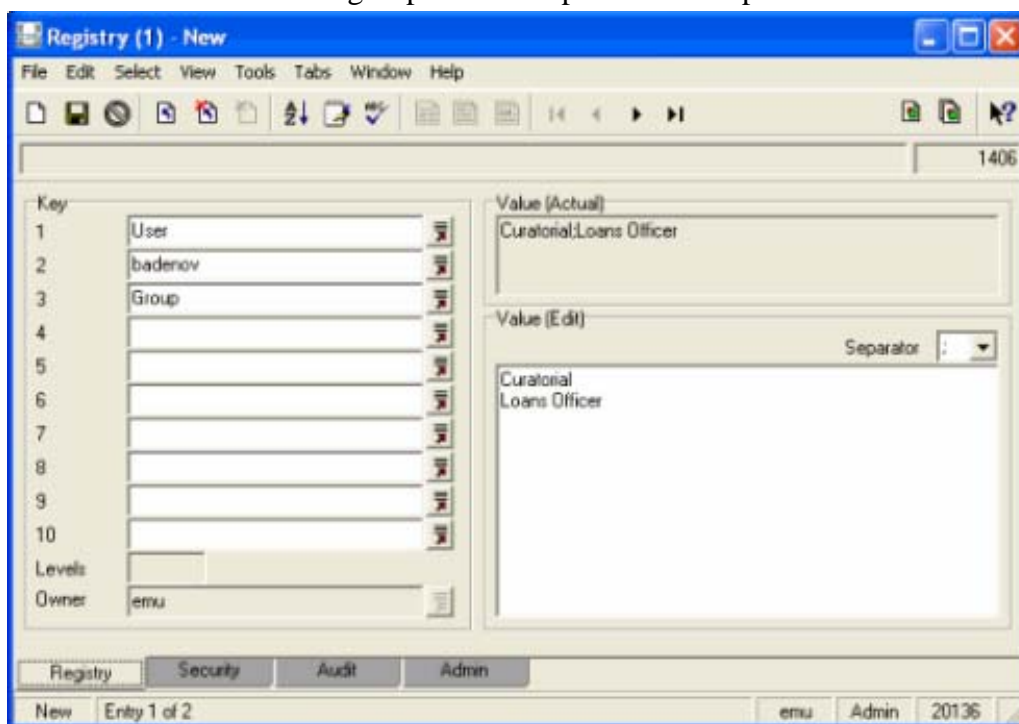 Registry (1) - New
File Edit Select View Tools Tabs Window Help
1406
Key
1 User
2 badenov
3 Group
4
5
6
7
8
9
10
Levels
Owner emu
Value (Actual)
Curatorial;Loans Officer
Value (Edit)
Separator ;
Curatorial
Loans Officer
Registry Security Audit Admin
New Entry 1 of 2 emu Admin 20136